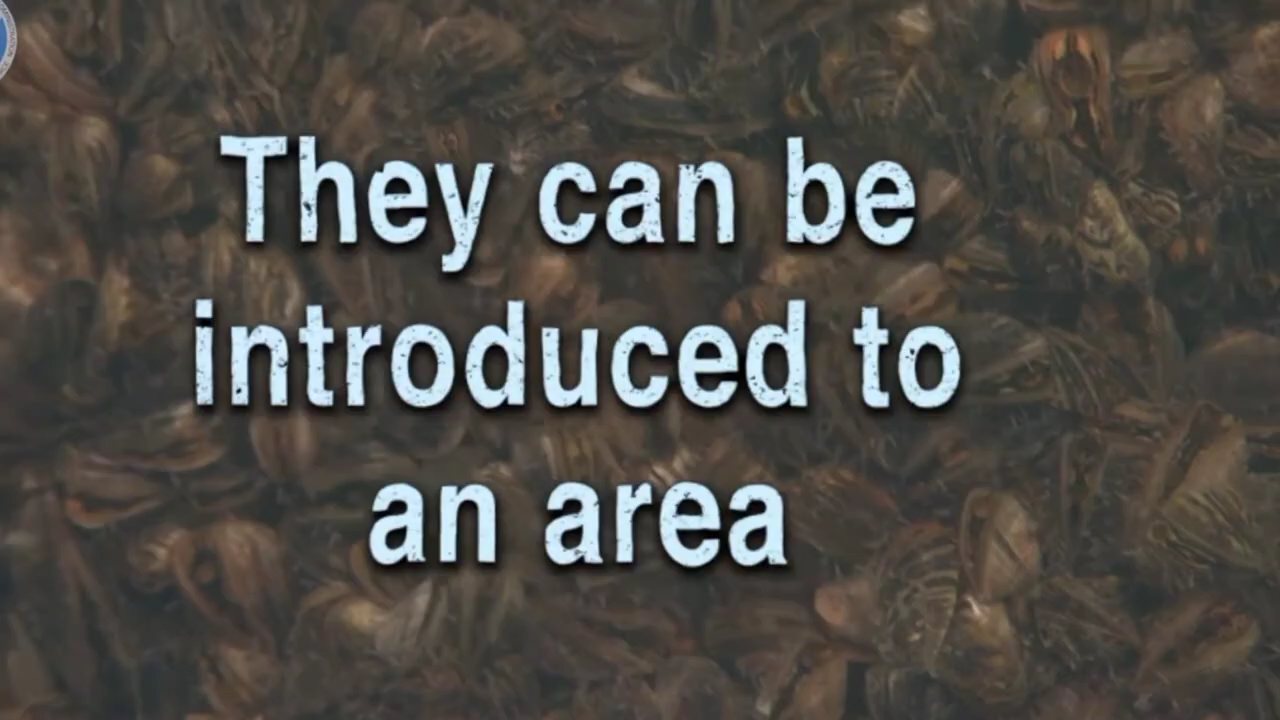 They can be
introduced to
an area